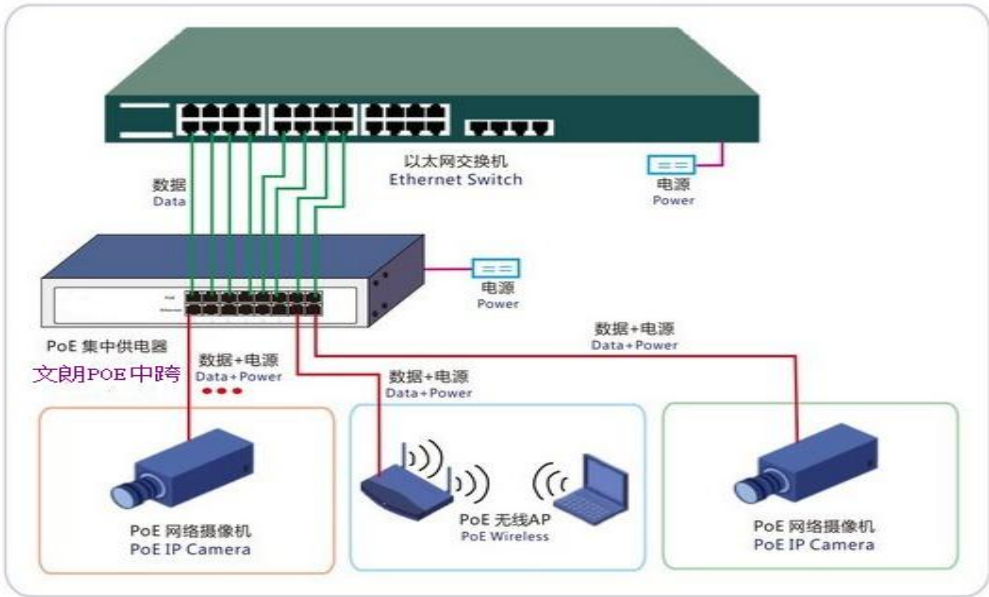 以太网交换机
Ethernet Switch
电源
Power
数据
Data
电源
Power
PoE
Ethernet
PoE 集中供电器
文朗POE中跨
数据+电源
Data+Power
数据+电源
Data+Power
数据+电源
Data+Power
PoE 网络摄像机
PoE IP Camera
PoE 无线AP
PoE Wireless
PoE 网络摄像机
PoE IP Camera